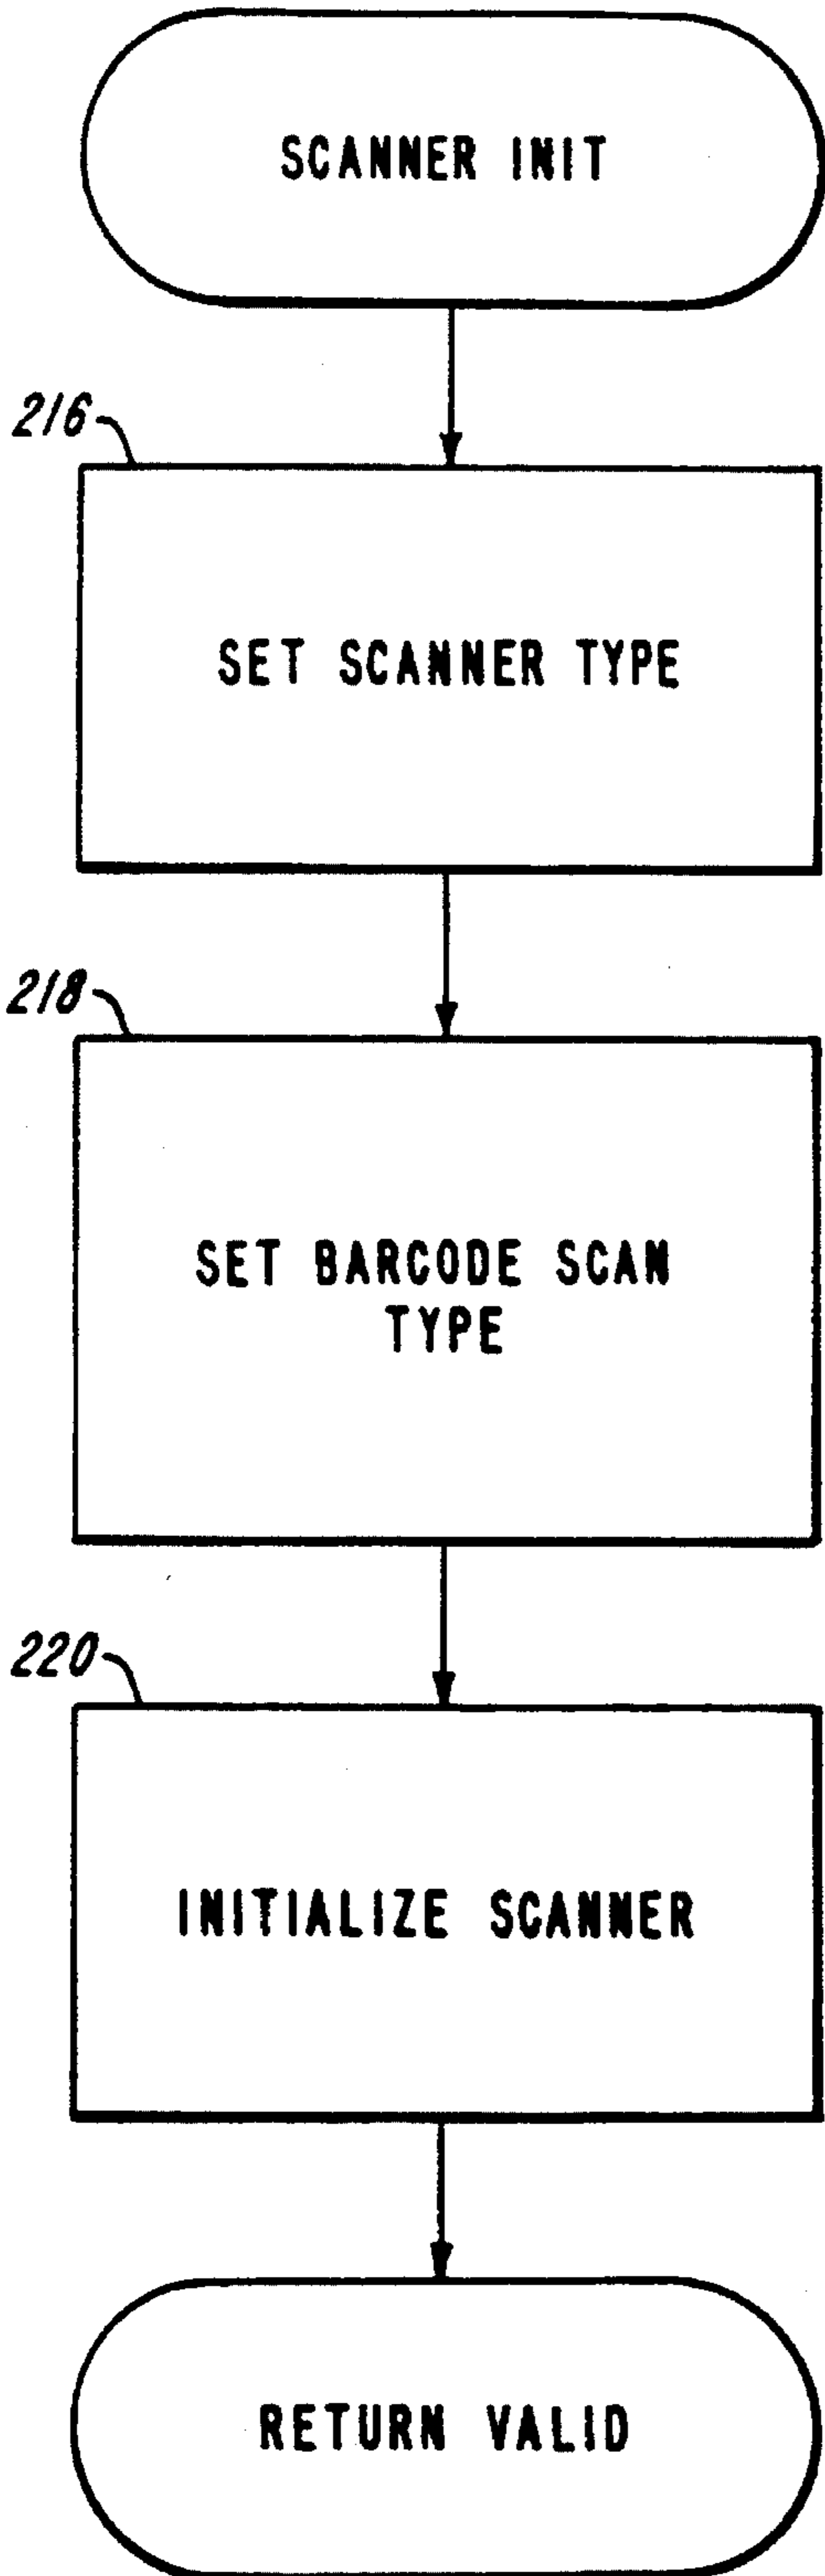 SCANNER INIT
216
SET SCANNER TYPE
218
SET BARCODE SCAN
TYPE
220
INITIALIZE SCANNER
RETURN VALID